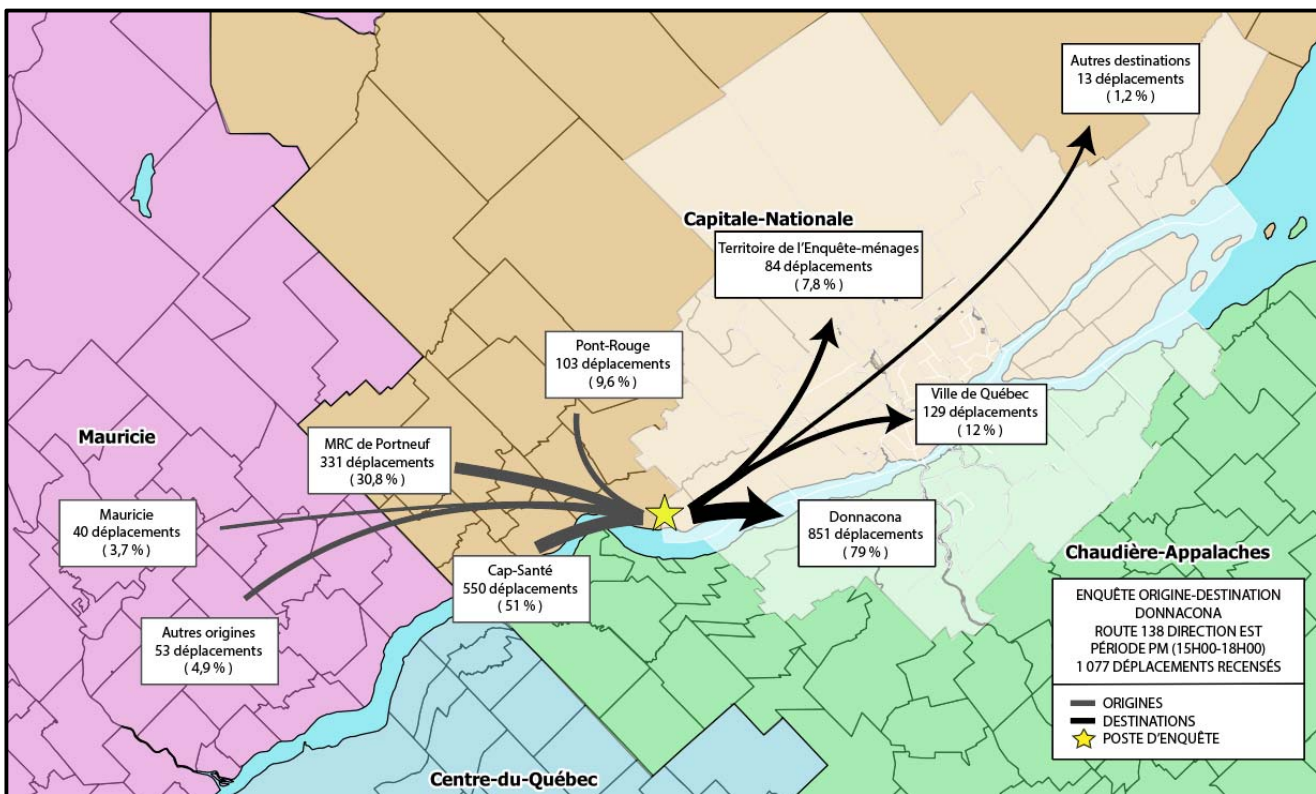 Autres destinations
13 déplacements
( 1,2 % )
Capitale-Nationale
Territoire de l'Enquête-ménages
84 déplacements
( 7,8 % )
Pont-Rouge
103 déplacements
( 9,6 % )
Ville de Québec
129 déplacements
( 12 % )
Mauricie
MRC de Portneuf
331 déplacements
( 30,8 % )
Mauricie
40 déplacements
( 3,7 % )
Donnacona
851 déplacements
( 79 % )
Cap-Santé
550 déplacements
( 51 % )
Autres origines
53 déplacements
( 4,9 % )
Chaudière-Appalaches
ENQUÊTE ORIGINE-DESTINATION
DONNACONA
ROUTE 138 DIRECTION EST
PÉRIODE PM (15H00-18H00)
1 077 DÉPLACEMENTS RECENSÉS
ORIGINES
DESTINATIONS
POSTE D'ENQUÊTE
Centre-du-Québec